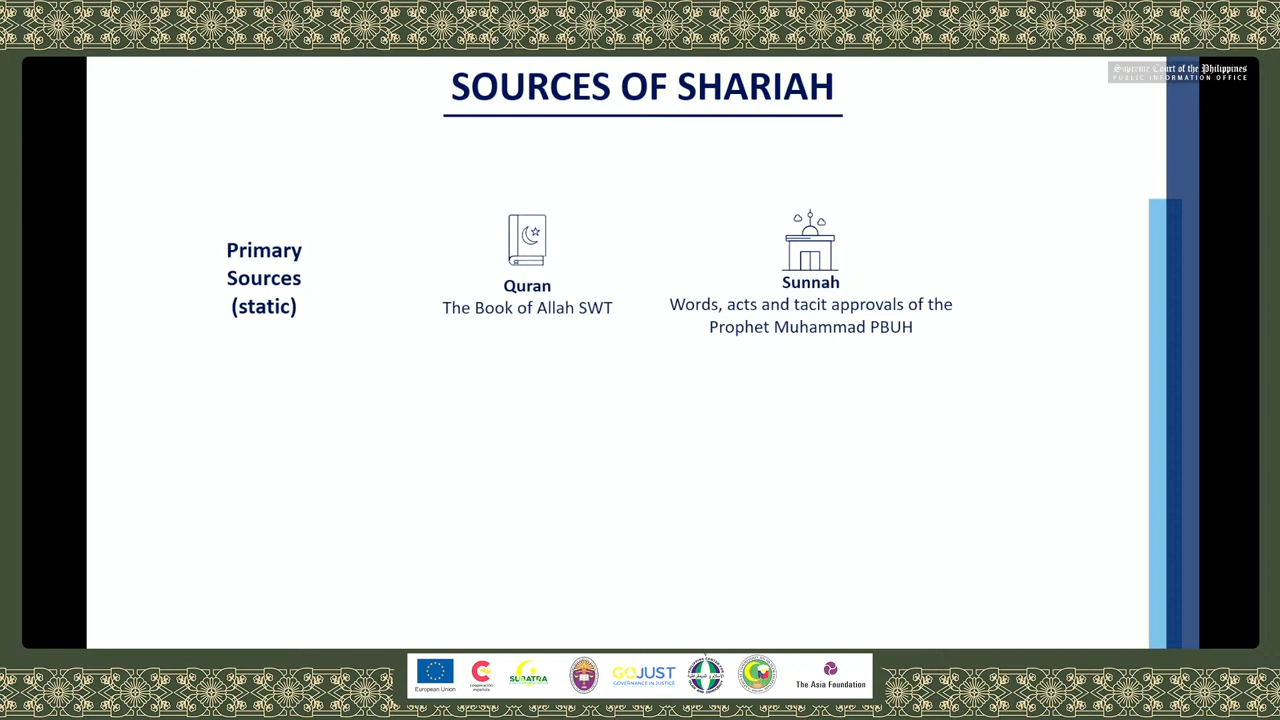 Supreme Court of the Philippines
PUBLIC INFORMATION OFFICE
SOURCES OF SHARIAH
Primary
Sources
(static)
Quran
The Book of Allah SWT
Sunnah
Words, acts and tacit approvals of the
Prophet Muhammad PBUH
European Union
cooperación
española
GOJUST
GOVERNANCE IN JUSTICE
The Asia Foundation